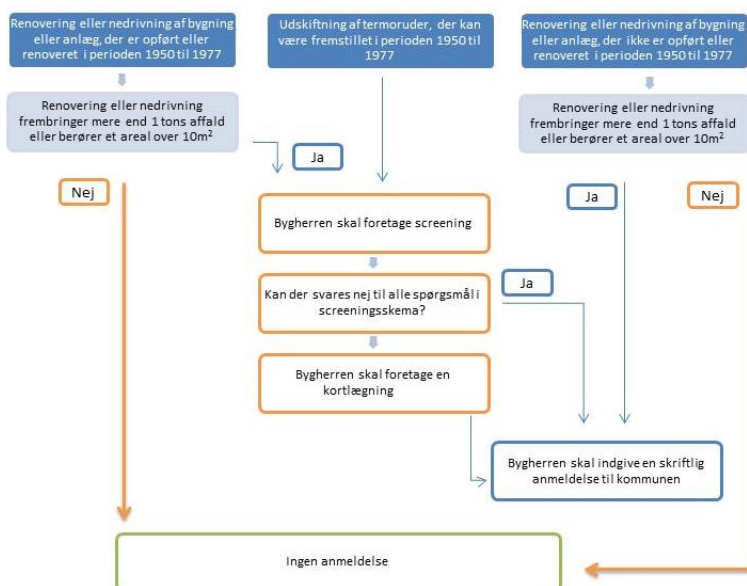 Renovering eller nedrivning af bygning
eller anlæg, der er opført eller
renoveret i perioden 1950 til 1977
Udskiftning af termoruder, der kan
være fremstillet i perioden 1950 til
1977
Renovering eller nedrivning af bygning
eller anlæg, der ikke er opført eller
renoveret i perioden 1950 til 1977
Renovering eller nedrivning
frembringer mere end 1 tons affald
eller berører et areal over 10m²
Renovering eller nedrivning
frembringer mere end 1 tons affald
eller berører et areal over 10m²
Ja
Nej
Ja
Nej
Bygherren skal foretage screening
Kan der svares nej til alle spørgsmål i
screeningsskema?
Ja
Bygherren skal foretage en
kortlægning
Bygherren skal indgive en skriftlig
anmeldelse til kommunen
Ingen anmeldelse